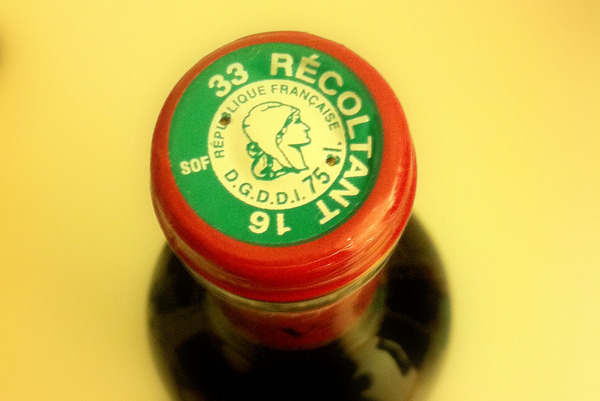 33 RÉCOLTANT 16
SOF
RÉPUBLIQUE FRANÇAISE
D.G.D.D.I. 75 cl